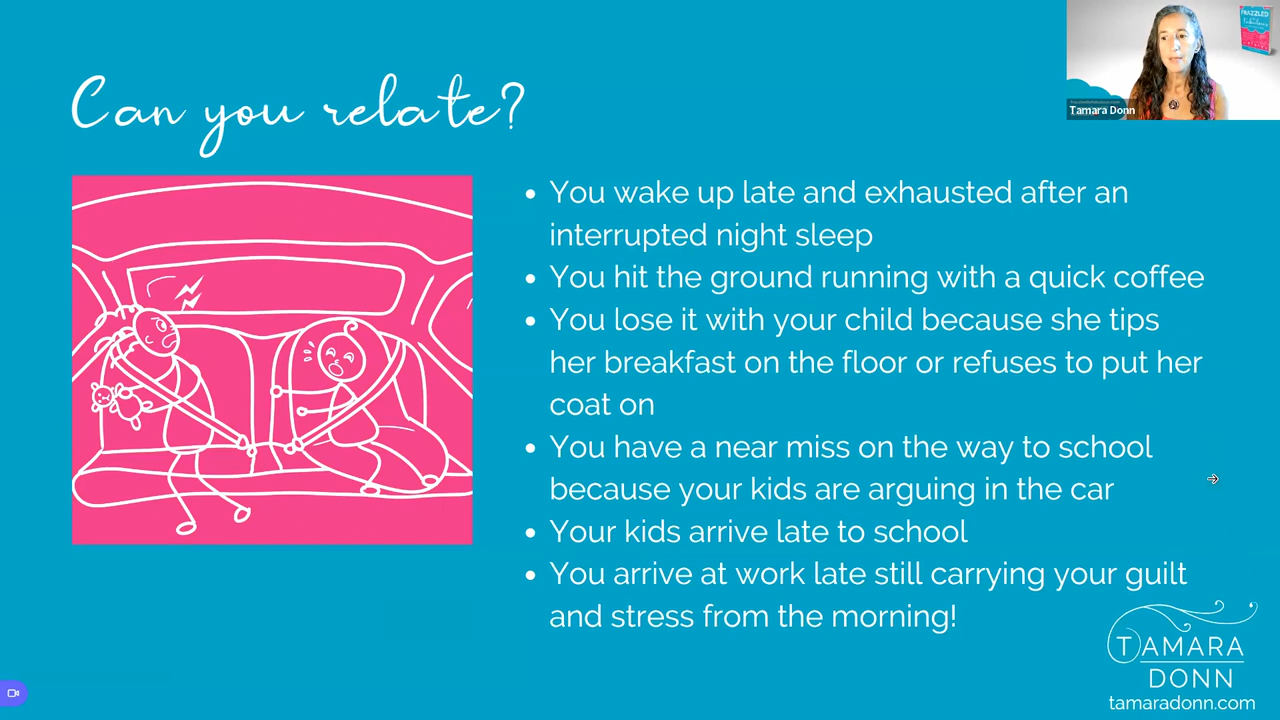 Can you relate?
• You wake up late and exhausted after an
interrupted night sleep
• You hit the ground running with a quick coffee
• You lose it with your child because she tips
her breakfast on the floor or refuses to put her
coat on
• You have a near miss on the way to school
because your kids are arguing in the car
• Your kids arrive late to school
• You arrive at work late still carrying your guilt
and stress from the morning!
FRAZZLED
Fabulous
Tamara Donn
TAMARA
DONN
tamaradonn.com